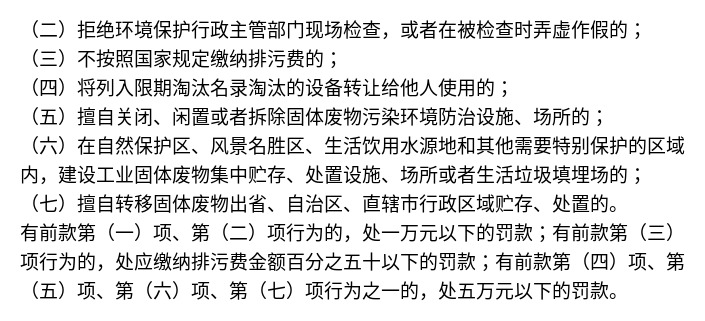 （二）拒绝环境保护行政主管部门现场检查，或者在被检查时弄虚作假的；
（三）不按照国家规定缴纳排污费的；
（四）将列入限期淘汰名录淘汰的设备转让给他人使用的；
（五）擅自关闭、闲置或者拆除固体废物污染环境防治设施、场所的；
（六）在自然保护区、风景名胜区、生活饮用水源地和其他需要特别保护的区域
内，建设工业固体废物集中贮存、处置设施、场所或者生活垃圾填埋场的；
（七）擅自转移固体废物出省、自治区、直辖市行政区域贮存、处置的。
有前款第（一）项、第（二）项行为的，处一万元以下的罚款；有前款第（三）
项行为的，处应缴纳排污费金额百分之五十以下的罚款；有前款第（四）项、第
（五）项、第（六）项、第（七）项行为之一的，处五万元以下的罚款。